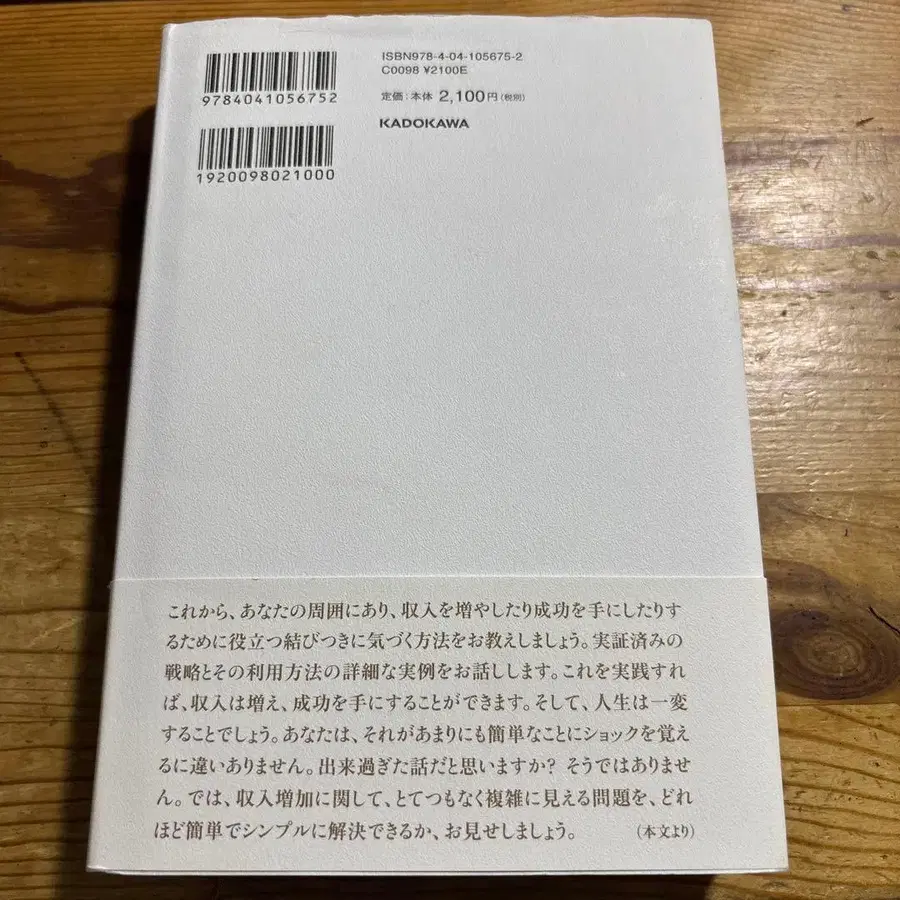 ISBN978-4-04-105675-2
C0098 ¥2100E
9784041056752
定価：本体 2,100円（税別）
KADOKAWA
1920098021000
これから、あなたの周囲にあり、収入を増やしたり成功を手にしたりす
るために役立つ結びつきに気づく方法をお教えしましょう。実証済みの
戦略とその利用方法の詳細な実例をお話しします。これを実践すれ
ば、収入は増え、成功を手にすることができます。そして、人生は一変
することでしょう。あなたは、それがあまりにも簡単なことにショックを覚え
るに違いありません。出来過ぎた話だと思いますか？ そうではありませ
ん。では、収入増加に関して、とてつもなく複雑に見える問題を、どれ
ほど簡単でシンプルに解決できるか、お見せしましょう。 （本文より）